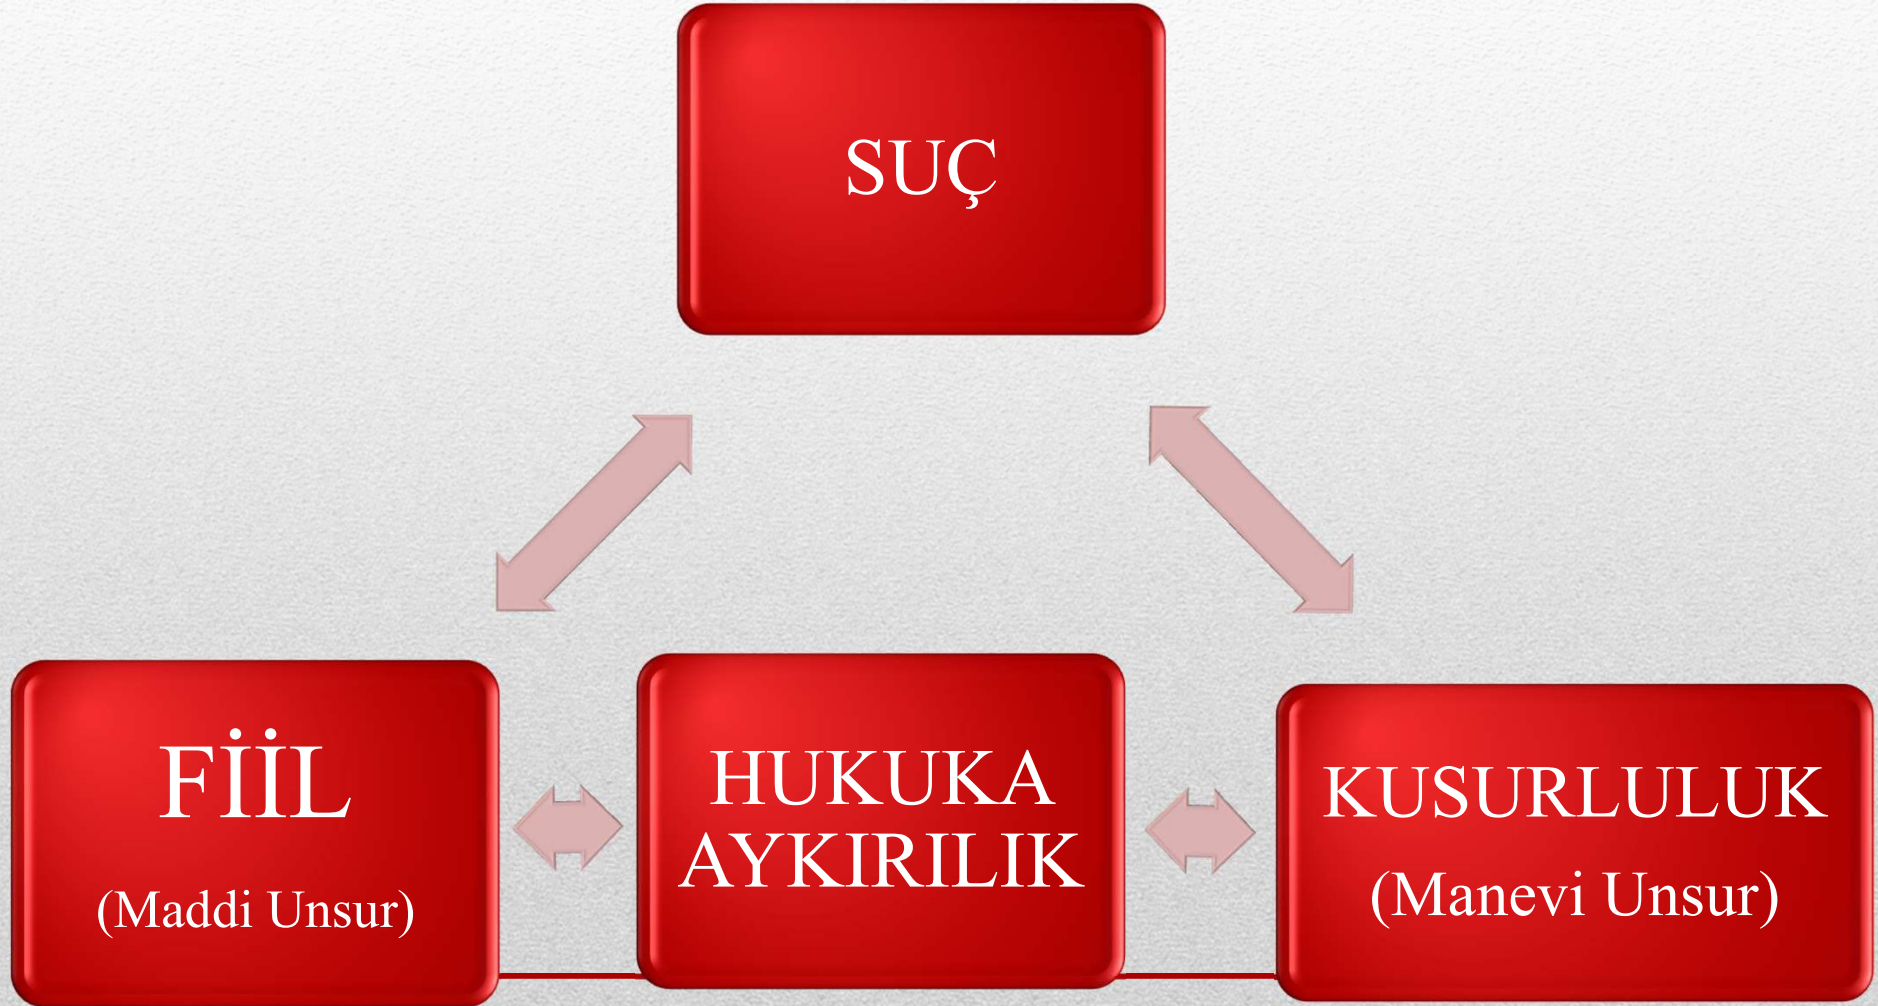 SUÇ
FİİL
(Maddi Unsur)
HUKUKA
AYKIRILIK
KUSURLULUK
(Manevi Unsur)